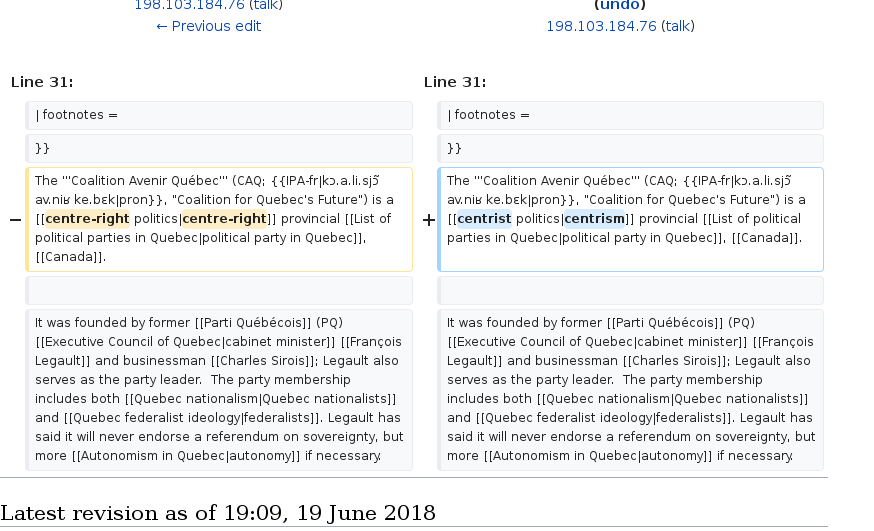 198.103.184.76 (talk)
(undo)
← Previous edit
198.103.184.76 (talk)
Line 31:
Line 31:
| footnotes =
| footnotes =
}}
}}
−
The '''Coalition Avenir Québec''' (CAQ; {{IPA-fr|kɔ.a.li.sjɔ̃
av.niʁ ke.bɛk|pron}}, "Coalition for Quebec's Future") is a
[[centre-right politics|centre-right]] provincial [[List of
political parties in Quebec|political party in Quebec]],
[[Canada]].
+
The '''Coalition Avenir Québec''' (CAQ; {{IPA-fr|kɔ.a.li.sjɔ̃
av.niʁ ke.bɛk|pron}}, "Coalition for Quebec's Future") is a
[[centrist politics|centrism]] provincial [[List of political
parties in Quebec|political party in Quebec]], [[Canada]].
It was founded by former [[Parti Québécois]] (PQ)
[[Executive Council of Quebec|cabinet minister]] [[François
Legault]] and businessman [[Charles Sirois]]; Legault also
serves as the party leader.  The party membership
includes both [[Quebec nationalism|Quebec nationalists]]
and [[Quebec federalist ideology|federalists]]. Legault has
said it will never endorse a referendum on sovereignty, but
more [[Autonomism in Quebec|autonomy]] if necessary.
It was founded by former [[Parti Québécois]] (PQ)
[[Executive Council of Quebec|cabinet minister]] [[François
Legault]] and businessman [[Charles Sirois]]; Legault also
serves as the party leader.  The party membership
includes both [[Quebec nationalism|Quebec nationalists]]
and [[Quebec federalist ideology|federalists]]. Legault has
said it will never endorse a referendum on sovereignty, but
more [[Autonomism in Quebec|autonomy]] if necessary.
Latest revision as of 19:09, 19 June 2018